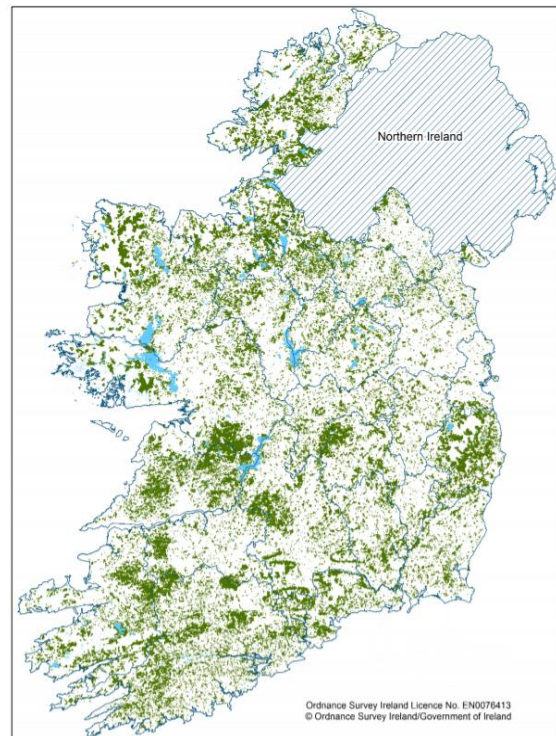 Northern Ireland
Ordnance Survey Ireland Licence No. EN0076413
© Ordnance Survey Ireland/Government of Ireland